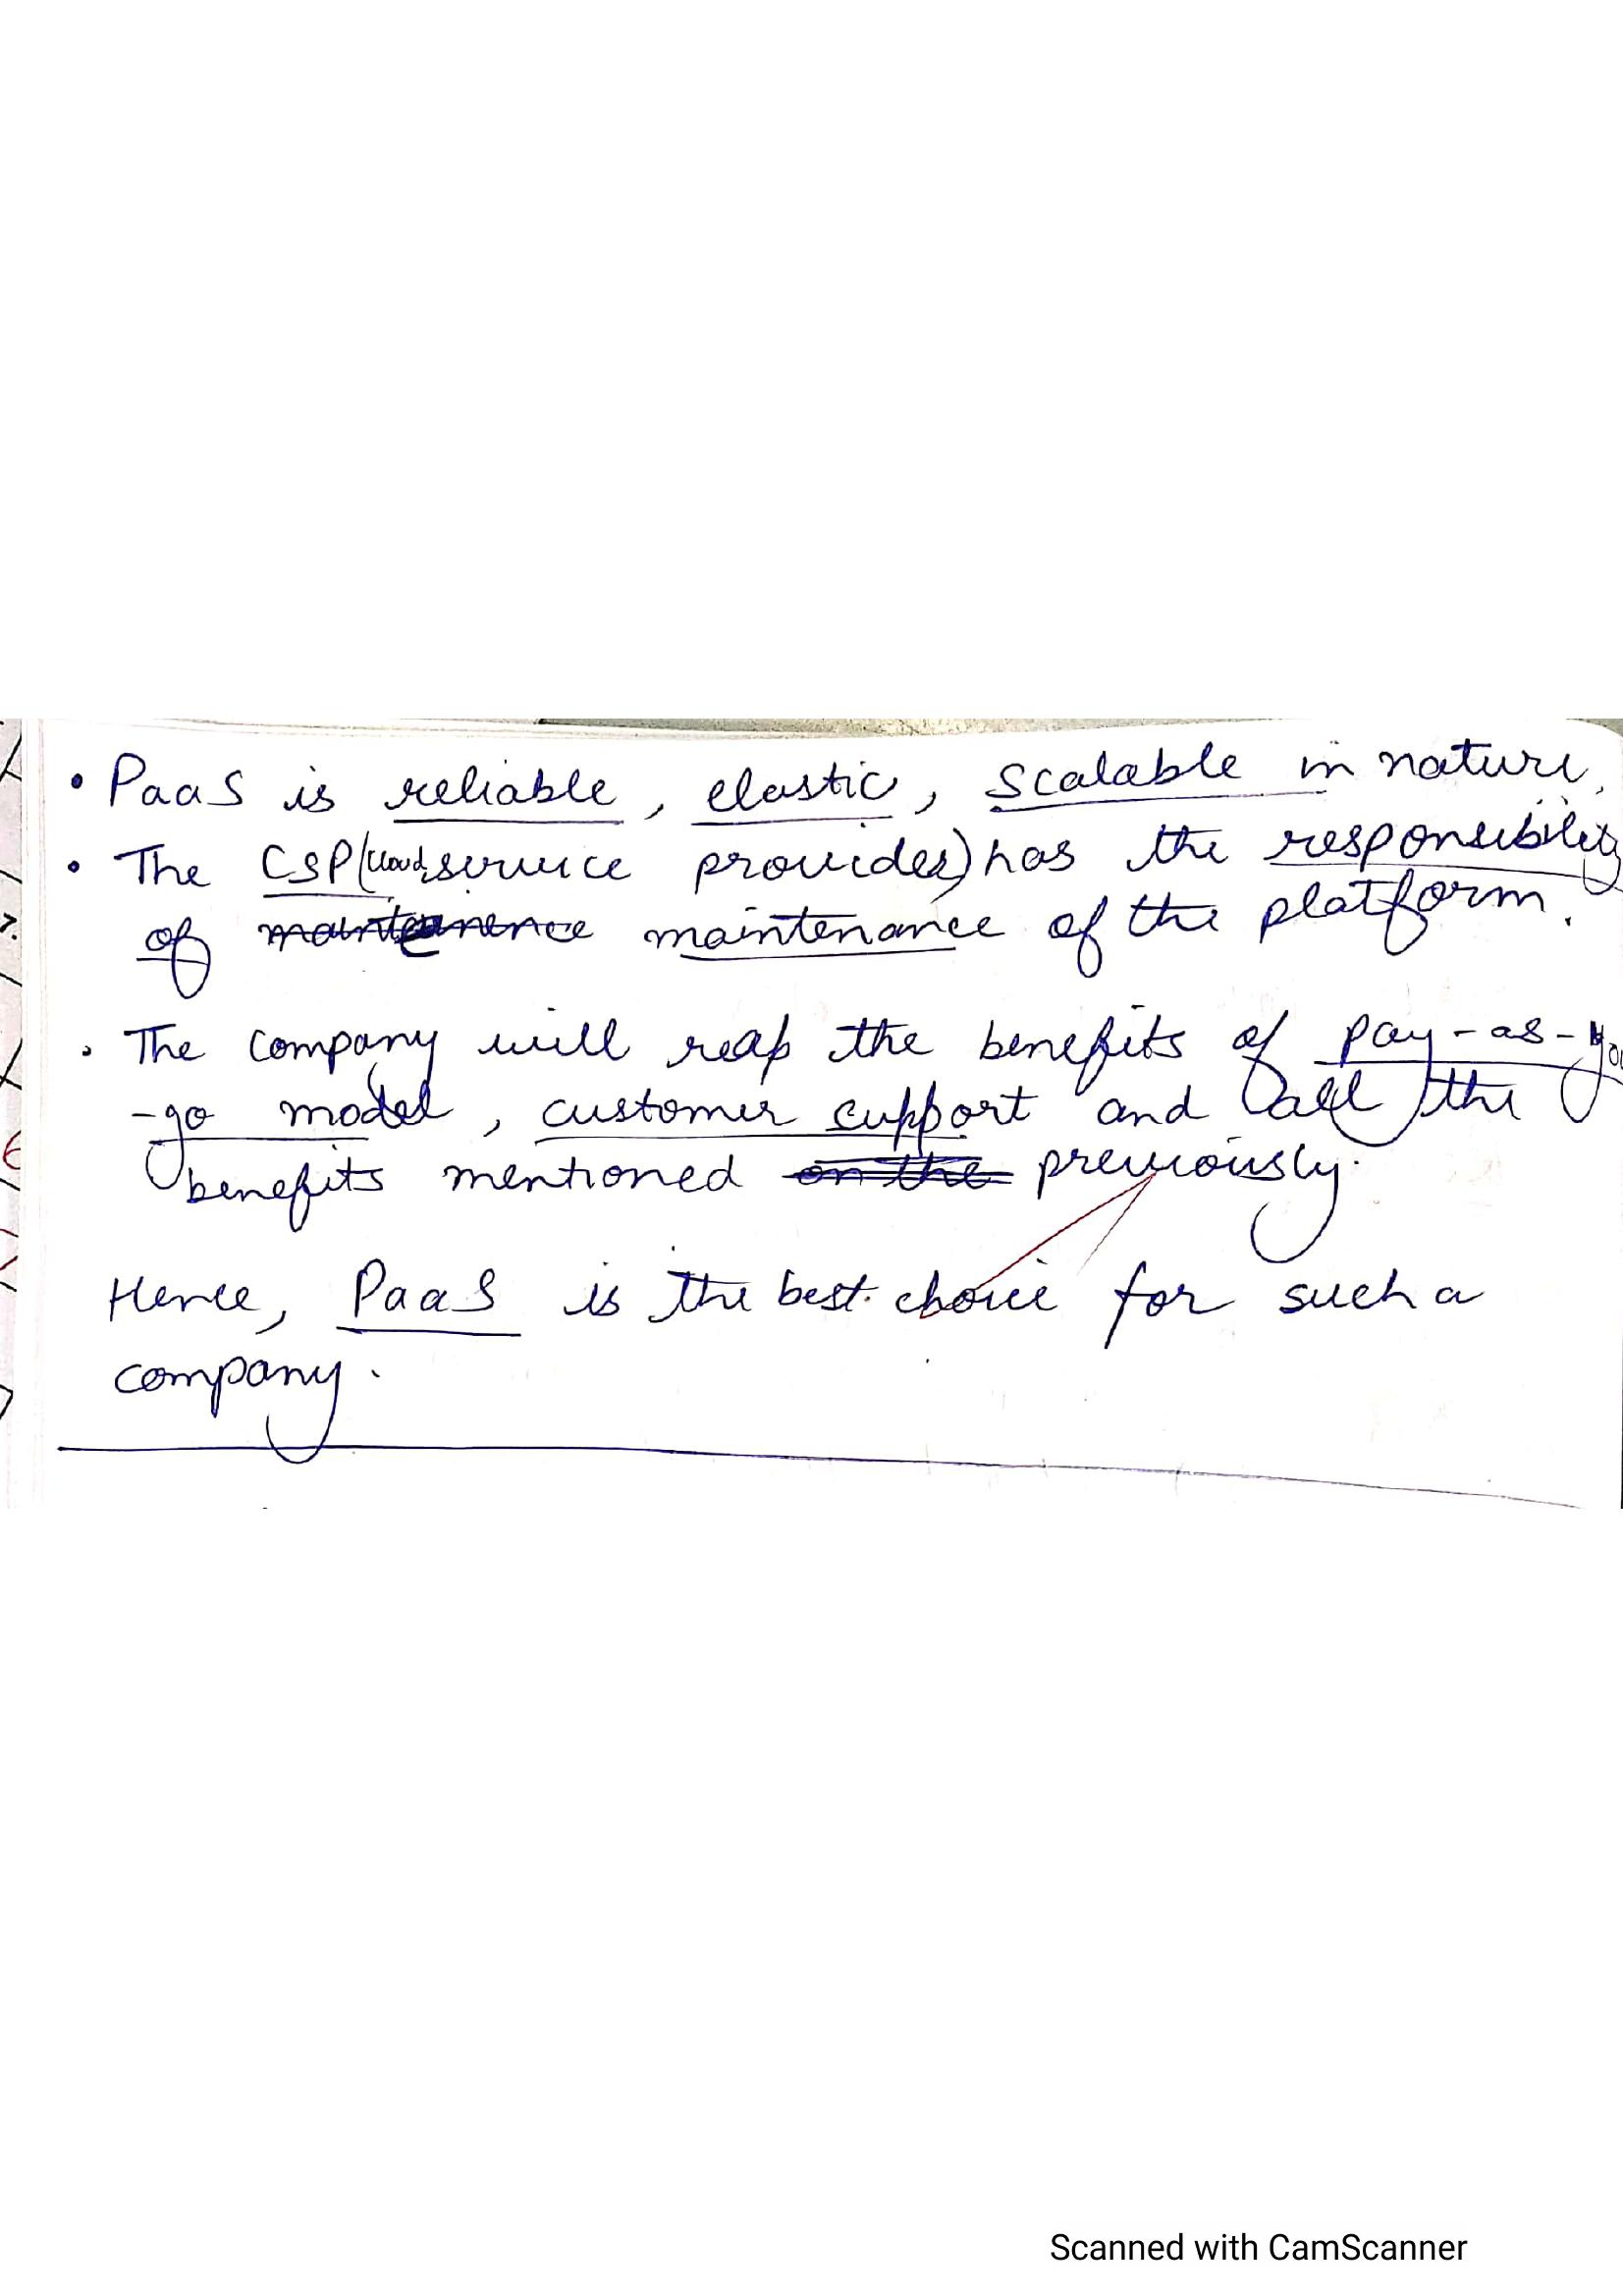 • PaaS is reliable, elastic, scalable in nature.
• The CSP (cloud service provider) has the responsibility
of maintenance maintenance of the platform.
• The company will reap the benefits of pay-as-you
-go model, customer support and all the
benefits mentioned on the previously.
Hence, PaaS is the best choice for such a
company.
Scanned with CamScanner